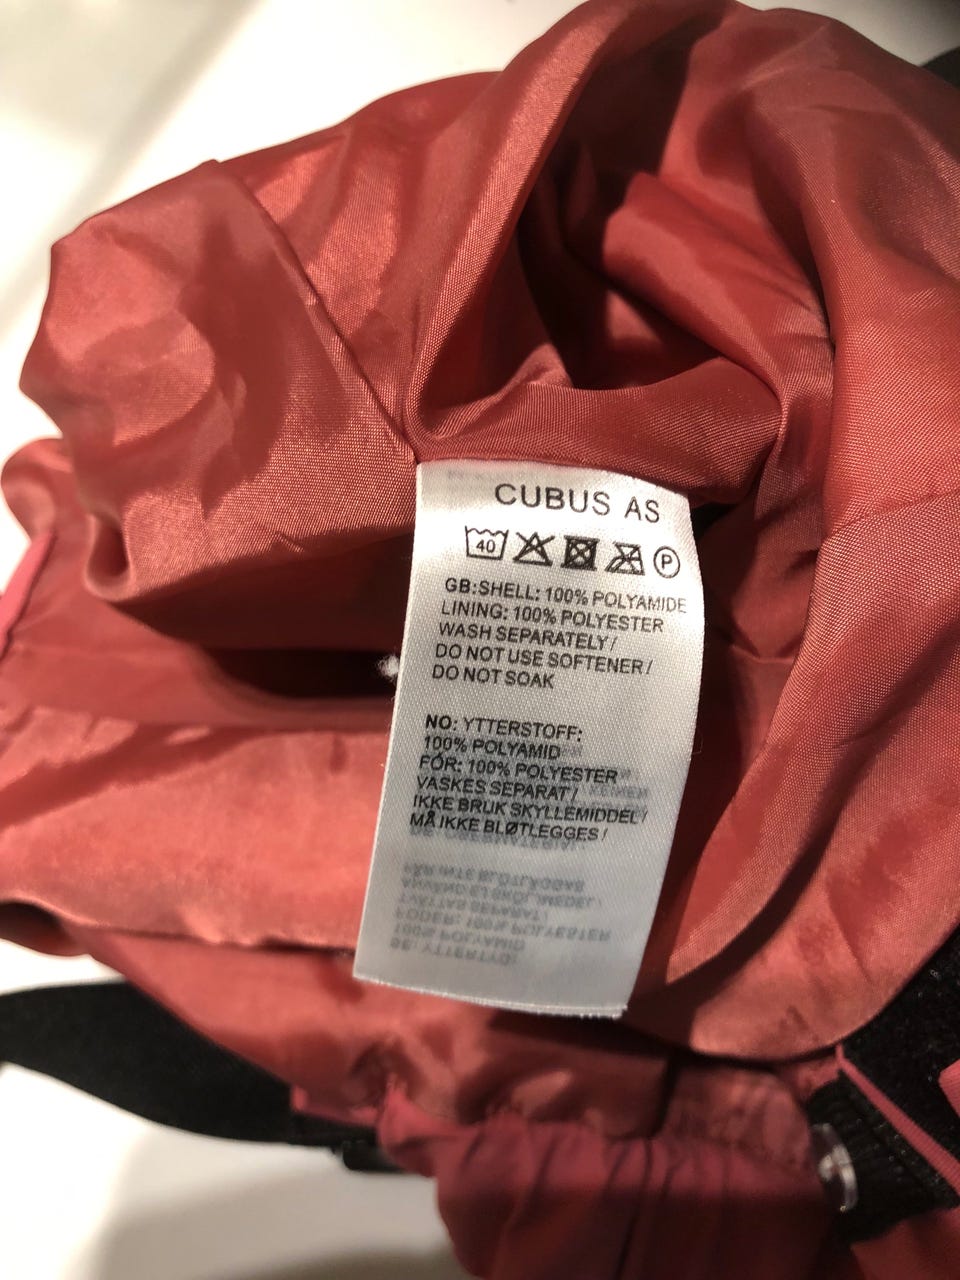 CUBUS AS
40 P
GB: SHELL: 100% POLYAMIDE
LINING: 100% POLYESTER
WASH SEPARATELY /
DO NOT USE SOFTENER /
DO NOT SOAK
NO: YTTERSTOFF:
100% POLYAMID
FÓR: 100% POLYESTER
VASKES SEPARAT /
IKKE BRUK SKYLLEMIDDEL /
MÅ IKKE BLØTLEGGES /